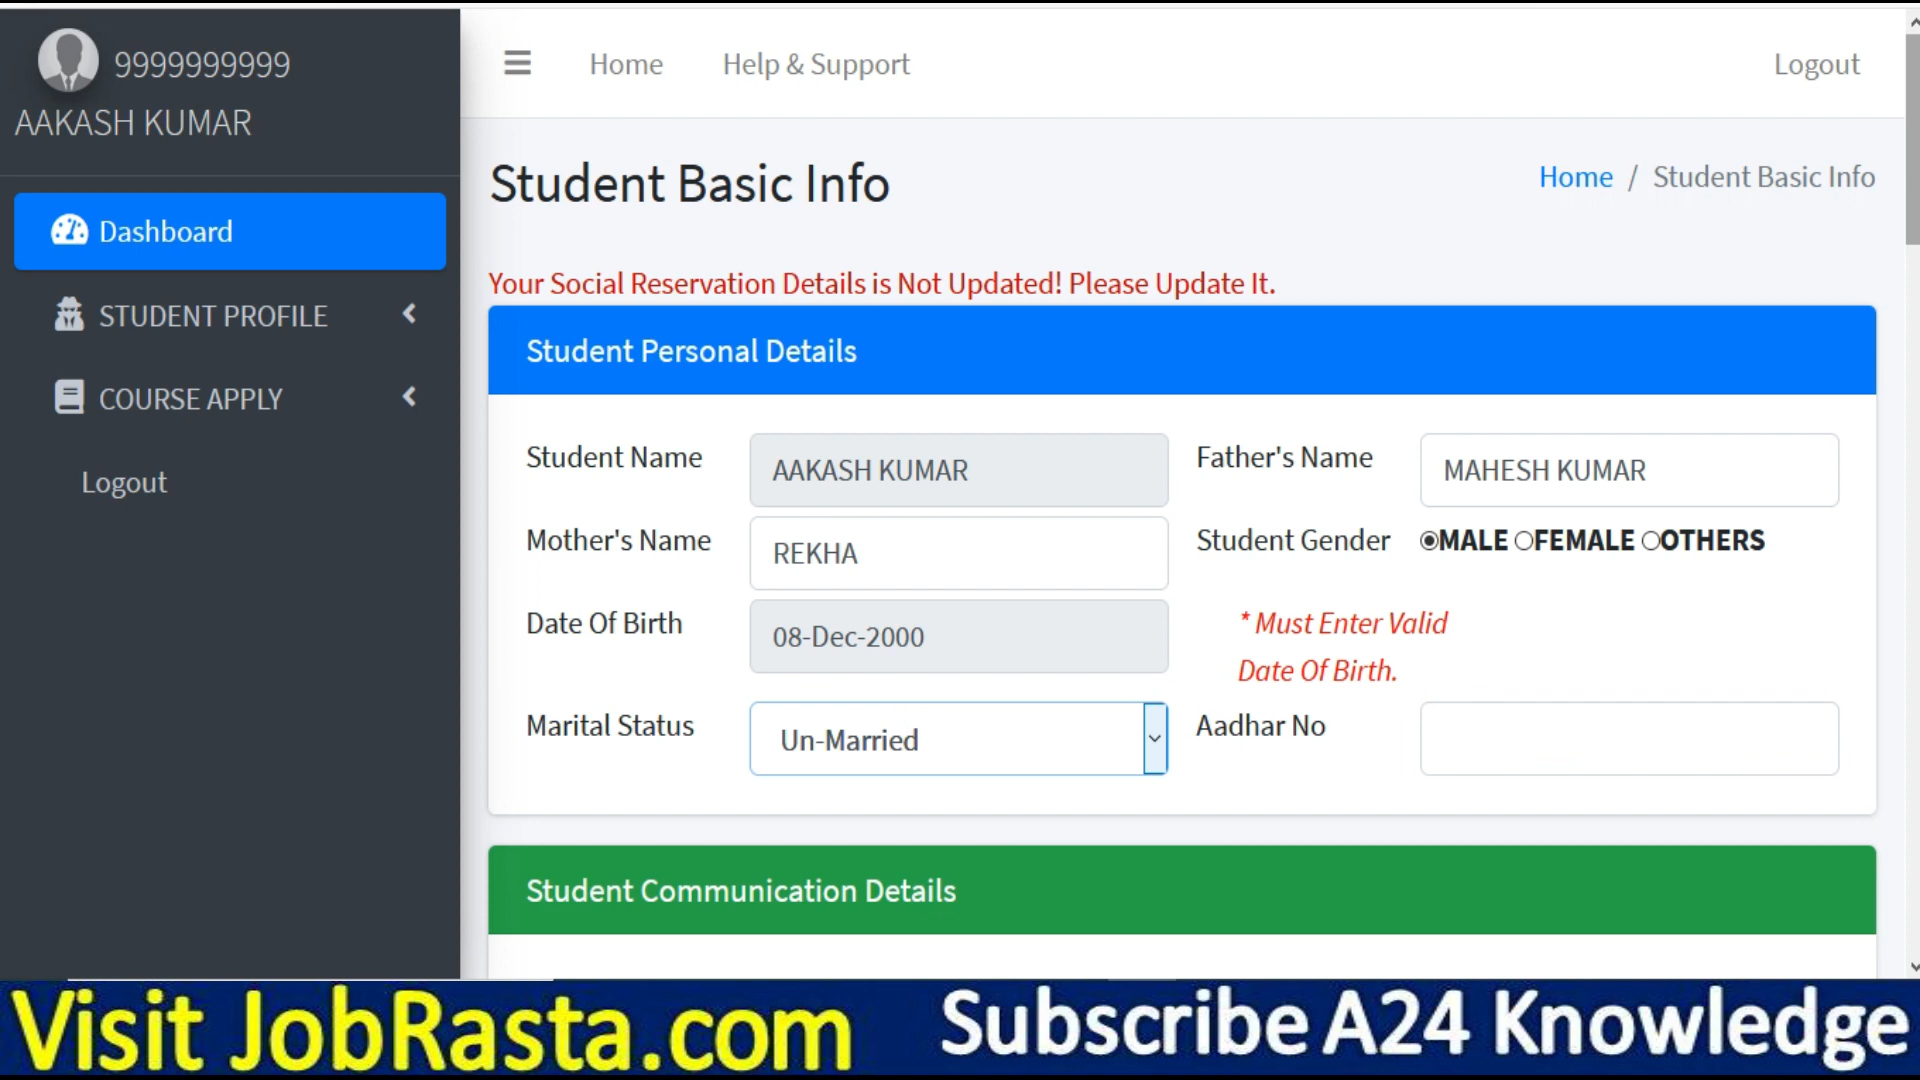 9999999999
AAKASH KUMAR
Dashboard
STUDENT PROFILE
COURSE APPLY
Logout
Home
Help & Support
Logout
Student Basic Info
Home / Student Basic Info
Your Social Reservation Details is Not Updated! Please Update It.
Student Personal Details
Student Name
AAKASH KUMAR
Father's Name
MAHESH KUMAR
Mother's Name
REKHA
Student Gender
MALE FEMALE OTHERS
Date Of Birth
08-Dec-2000
* Must Enter Valid
Date Of Birth.
Marital Status
Un-Married
Aadhar No
Student Communication Details
Visit JobRasta.com
Subscribe A24 Knowledge